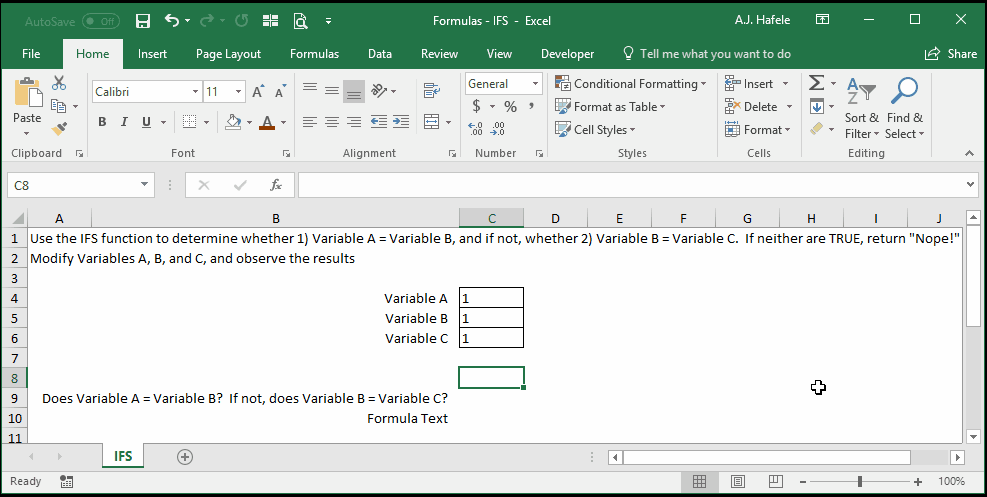 AutoSave Off Formulas - IFS - Excel A.J. Hafele
File Home Insert Page Layout Formulas Data Review View Developer Tell me what you want to do Share
Paste
Calibri 11
B I U A
General
$ % ,
Conditional Formatting
Format as Table
Cell Styles
Insert
Delete
Format
Sort & Filter
Find & Select
Clipboard Font Alignment Number Styles Cells Editing
C8 fx
A B C D E F G H I J
1 Use the IFS function to determine whether 1) Variable A = Variable B, and if not, whether 2) Variable B = Variable C. If neither are TRUE, return "Nope!"
2 Modify Variables A, B, and C, and observe the results
3
4 Variable A 1
5 Variable B 1
6 Variable C 1
7
8
9 Does Variable A = Variable B? If not, does Variable B = Variable C?
10 Formula Text
11
IFS
Ready 100%